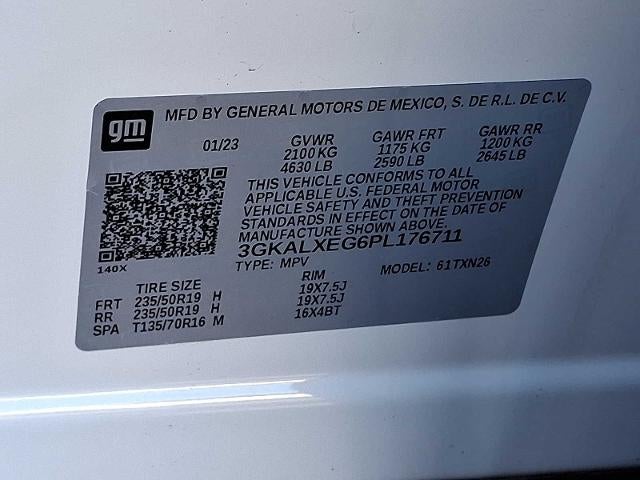 gm MFD BY GENERAL MOTORS DE MEXICO, S. DE R.L. DE C.V.
01/23 GVWR GAWR FRT GAWR RR
2100 KG 1175 KG 1200 KG
4630 LB 2590 LB 2645 LB
THIS VEHICLE CONFORMS TO ALL
APPLICABLE U.S. FEDERAL MOTOR
VEHICLE SAFETY AND THEFT PREVENTION
STANDARDS IN EFFECT ON THE DATE OF
MANUFACTURE SHOWN ABOVE.
3GKALXEG6PL176711
140X
TYPE: MPV MODEL: 61TXN26
TIRE SIZE RIM
FRT 235/50R19 H 19X7.5J
RR 235/50R19 H 19X7.5J
SPA T135/70R16 M 16X4BT